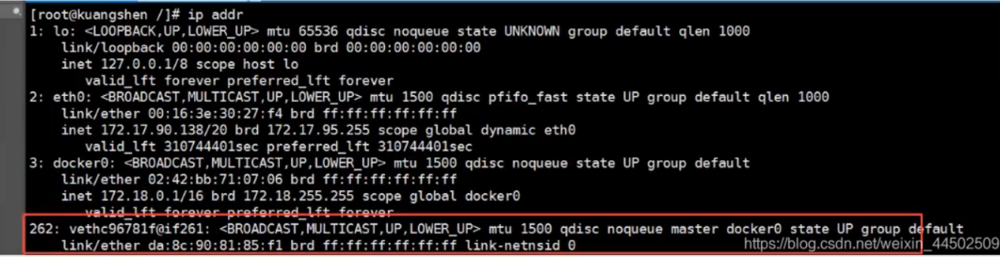 [root@kuangshen /]# ip addr
1: lo: <LOOPBACK,UP,LOWER_UP> mtu 65536 qdisc noqueue state UNKNOWN group default qlen 1000
link/loopback 00:00:00:00:00:00 brd 00:00:00:00:00:00
inet 127.0.0.1/8 scope host lo
valid_lft forever preferred_lft forever
2: eth0: <BROADCAST,MULTICAST,UP,LOWER_UP> mtu 1500 qdisc pfifo_fast state UP group default qlen 1000
link/ether 00:16:3e:30:27:f4 brd ff:ff:ff:ff:ff:ff
inet 172.17.90.138/20 brd 172.17.95.255 scope global dynamic eth0
valid_lft 310744401sec preferred_lft 310744401sec
3: docker0: <BROADCAST,MULTICAST,UP,LOWER_UP> mtu 1500 qdisc noqueue state UP group default
link/ether 02:42:bb:71:07:06 brd ff:ff:ff:ff:ff:ff
inet 172.18.0.1/16 brd 172.18.255.255 scope global docker0
valid_lft forever preferred_lft forever
262: vethc96781f@if261: <BROADCAST,MULTICAST,UP,LOWER_UP> mtu 1500 qdisc noqueue master docker0 state UP group default
link/ether da:8c:90:81:85:f1 brd ff:ff:ff:ff:ff:ff link-netnsid 0
https://blog.csdn.net/weixin_44502509